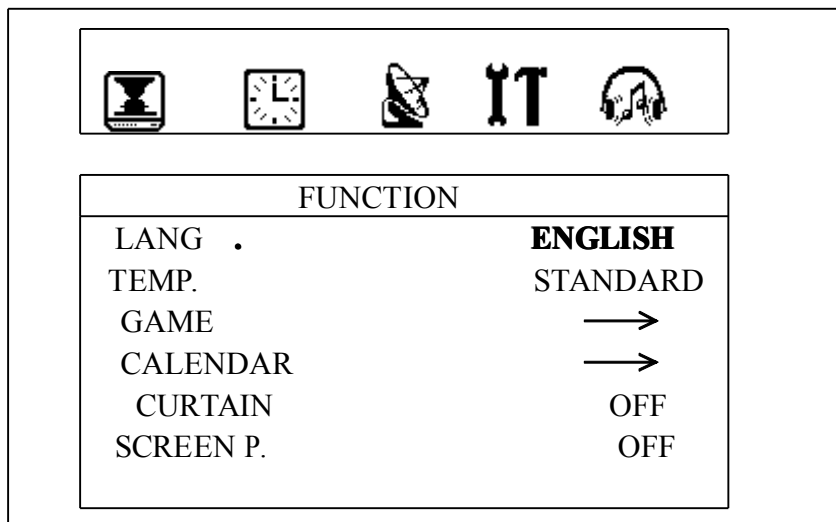 FUNCTION
LANG . ENGLISH
TEMP. STANDARD
GAME →
CALENDAR →
CURTAIN OFF
SCREEN P. OFF